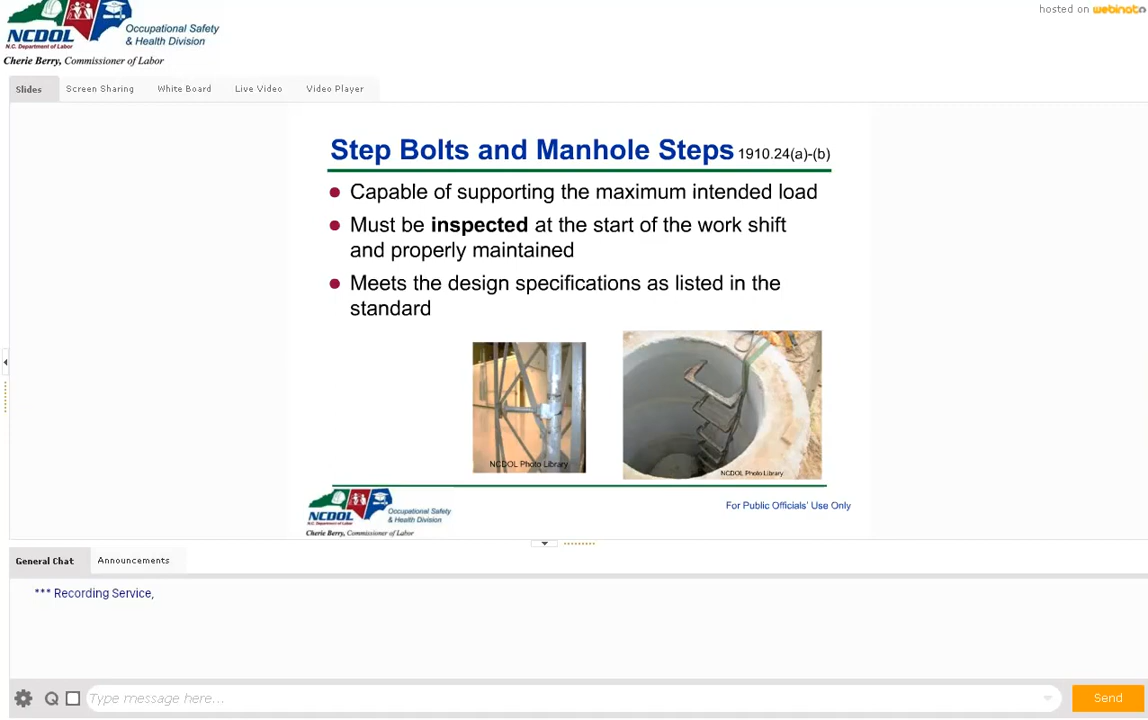 hosted on webinato
NCDOL
N.C. Department of Labor
Occupational Safety
& Health Division
Cherie Berry, Commissioner of Labor
Slides Screen Sharing White Board Live Video Video Player
Step Bolts and Manhole Steps 1910.24(a)-(b)
Capable of supporting the maximum intended load
Must be inspected at the start of the work shift
and properly maintained
Meets the design specifications as listed in the
standard
NCDOL Photo Library
NCDOL Photo Library
NCDOL
N.C. Department of Labor
Occupational Safety
& Health Division
Cherie Berry, Commissioner of Labor
For Public Officials' Use Only
General Chat Announcements
*** Recording Service,
Type message here...
Send